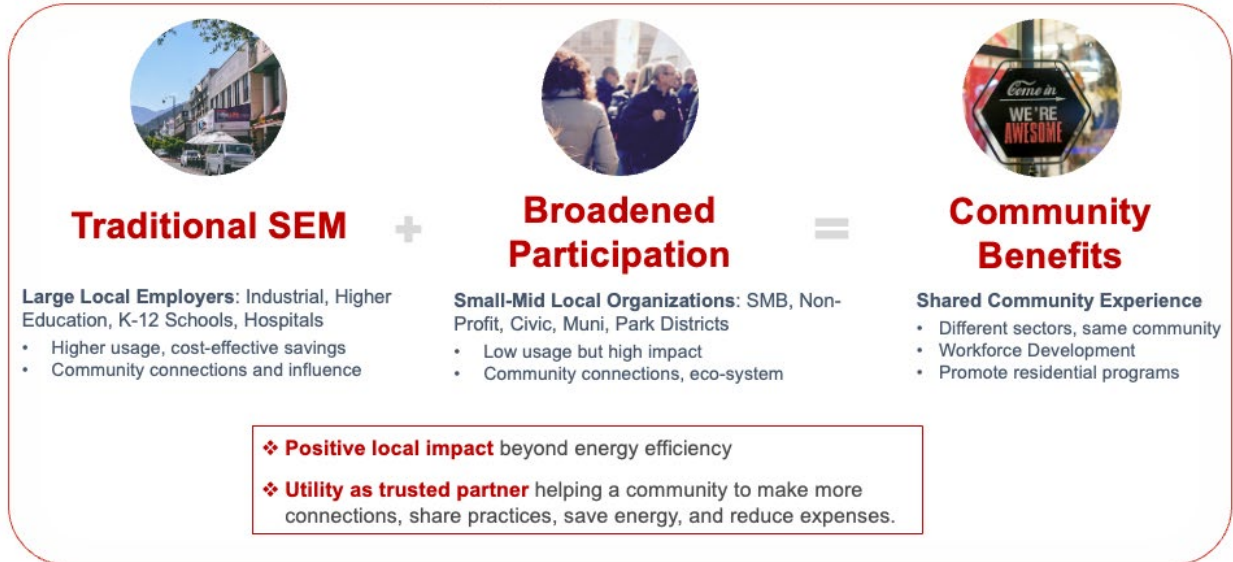 Come in
WE'RE
AWESOME
Traditional SEM
+
Broadened
Participation
=
Community
Benefits
Large Local Employers: Industrial, Higher
Education, K-12 Schools, Hospitals
• Higher usage, cost-effective savings
• Community connections and influence
Small-Mid Local Organizations: SMB, Non-
Profit, Civic, Muni, Park Districts
• Low usage but high impact
• Community connections, eco-system
Shared Community Experience
• Different sectors, same community
• Workforce Development
• Promote residential programs
❖ Positive local impact beyond energy efficiency
❖ Utility as trusted partner helping a community to make more
connections, share practices, save energy, and reduce expenses.